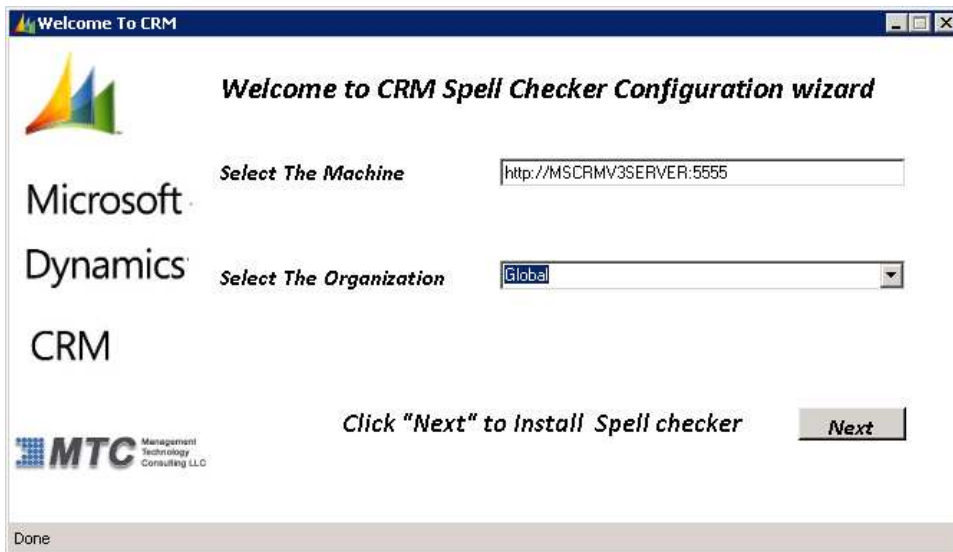 Welcome To CRM
Welcome to CRM Spell Checker Configuration wizard
Select The Machine
http://MSCRMV3SERVER:5555
Microsoft
Dynamics
Select The Organization
Global
CRM
Click "Next" to Install Spell checker
Next
MTC
Management
Technology
Consulting LLC
Done